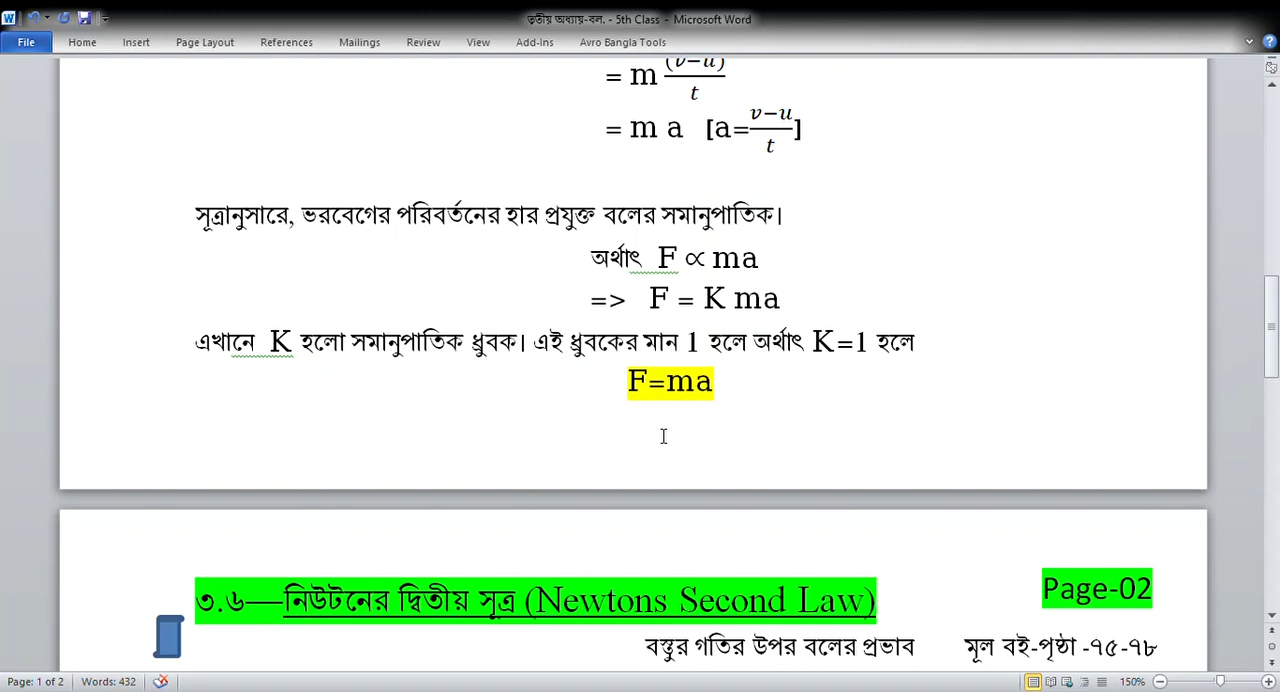 তৃতীয় অধ্যায়-বল. - 5th Class - Microsoft Word
File Home Insert Page Layout References Mailings Review View Add-Ins Avro Bangla Tools
= m (v−u)/t
= m a [a=(v−u)/t]
সূত্রানুসারে, ভরবেগের পরিবর্তনের হার প্রযুক্ত বলের সমানুপাতিক।
অর্থাৎ F ∝ ma
=> F = K ma
এখানে K হলো সমানুপাতিক ধ্রুবক। এই ধ্রুবকের মান 1 হলে অর্থাৎ K=1 হলে
F=ma
Page-02
৩.৬—নিউটনের দ্বিতীয় সূত্র (Newtons Second Law)
বস্তুর গতির উপর বলের প্রভাব মূল বই-পৃষ্ঠা -৭৫-৭৮
Page: 1 of 2 Words: 432 150%